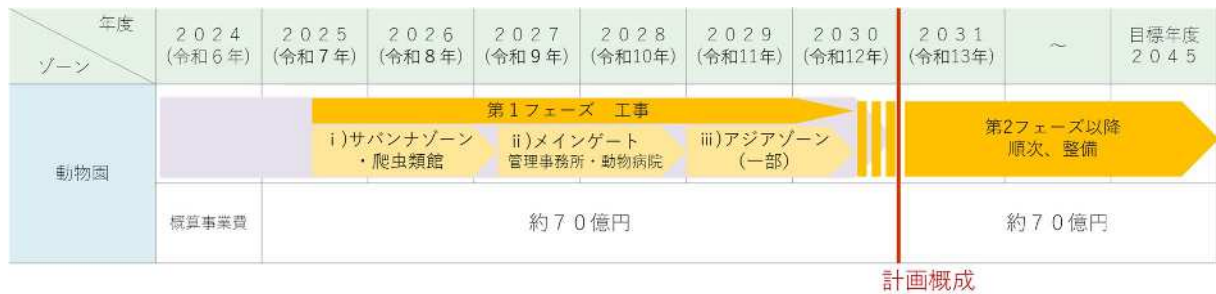 年度
ゾーン
２０２４
(令和６年)
２０２５
(令和７年)
２０２６
(令和８年)
２０２７
(令和９年)
２０２８
(令和10年)
２０２９
(令和11年)
２０３０
(令和12年)
２０３１
(令和13年)
～
目標年度
２０４５
動物園
第１フェーズ　工事
ⅰ)サバンナゾーン
・爬虫類館
ⅱ)メインゲート
管理事務所・動物病院
ⅲ)アジアゾーン
(一部)
第2フェーズ以降
順次、整備
概算事業費
約７０億円
約７０億円
計画概成